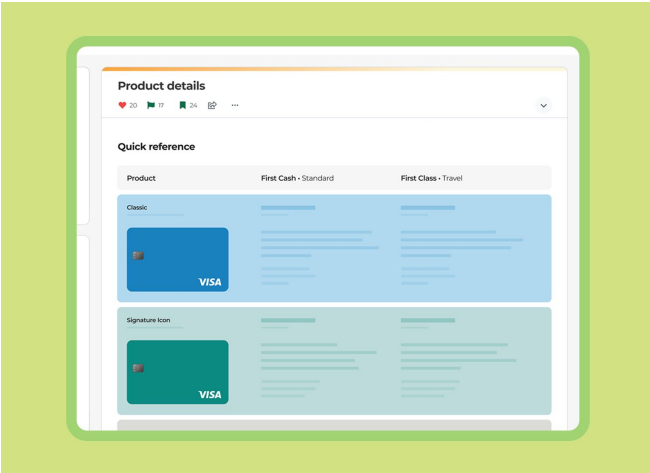 Product details
20 17 24
Quick reference
Product First Cash • Standard First Class • Travel
Classic
VISA
Signature Icon
VISA